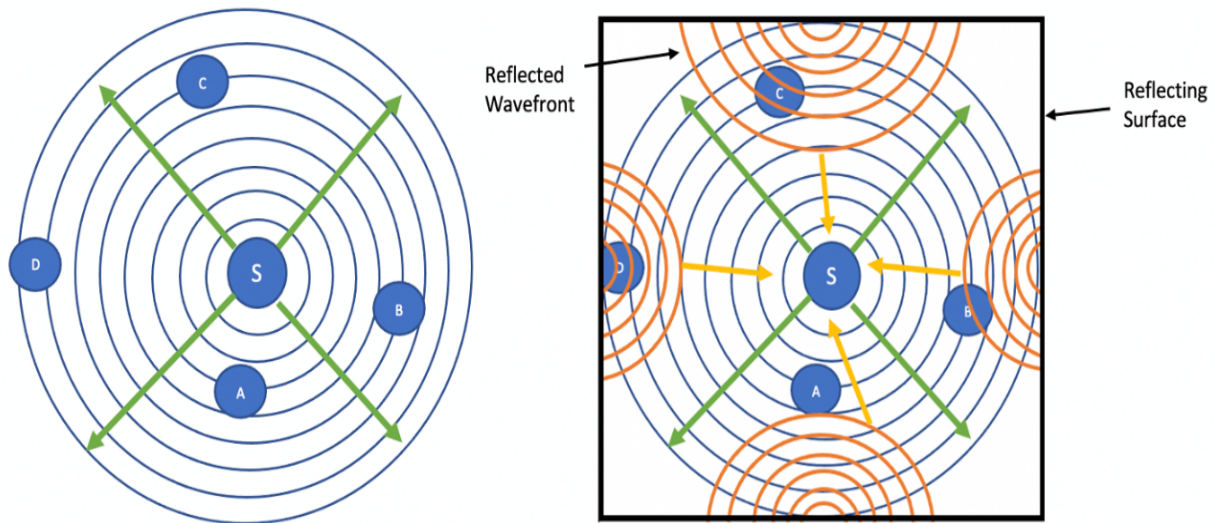 C
D
S
B
A
Reflected
Wavefront
Reflecting
Surface
C
D
S
B
A